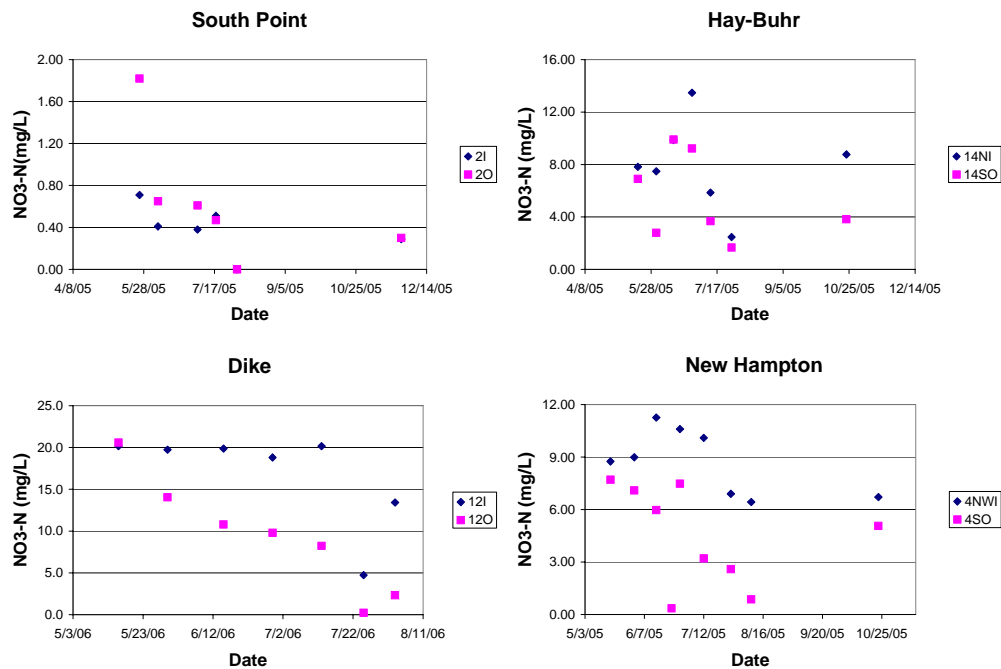 South Point
NO3-N(mg/L)
2.00
1.60
1.20
0.80
0.40
0.00
4/8/05 5/28/05 7/17/05 9/5/05 10/25/05 12/14/05
Date
2I
2O
Hay-Buhr
NO3-N (mg/L)
16.00
12.00
8.00
4.00
0.00
4/8/05 5/28/05 7/17/05 9/5/05 10/25/05 12/14/05
Date
14NI
14SO
Dike
NO3-N (mg/L)
25.0
20.0
15.0
10.0
5.0
0.0
5/3/06 5/23/06 6/12/06 7/2/06 7/22/06 8/11/06
Date
12I
12O
New Hampton
NO3-N (mg/L)
12.00
9.00
6.00
3.00
0.00
5/3/05 6/7/05 7/12/05 8/16/05 9/20/05 10/25/05
Date
4NWI
4SO